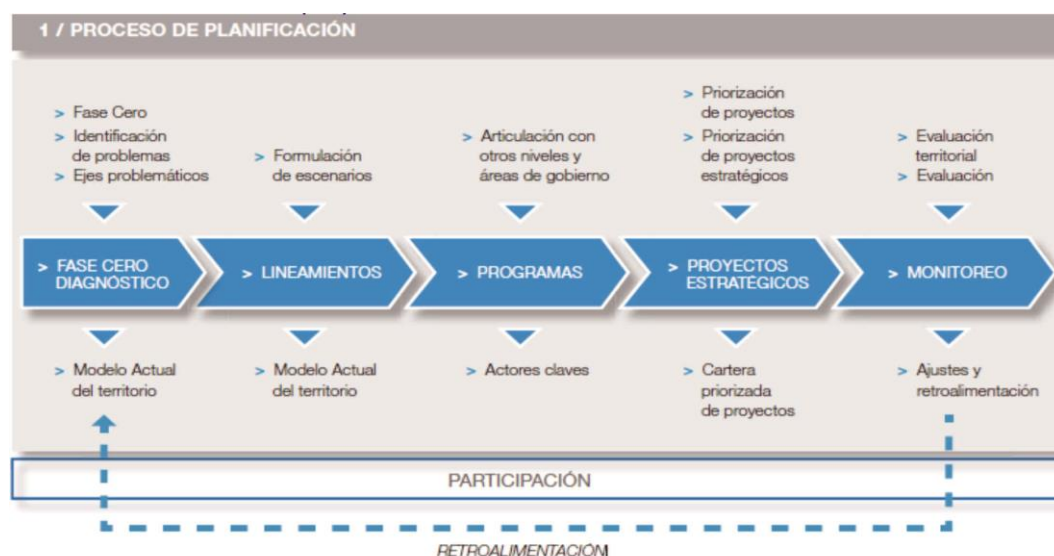 1 / PROCESO DE PLANIFICACIÓN
> Fase Cero
> Identificación
de problemas
> Ejes problemáticos
> Formulación
de escenarios
> Articulación con
otros niveles y
áreas de gobierno
> Priorización
de proyectos
> Priorización
de proyectos
estratégicos
> Evaluación
territorial
> Evaluación
> FASE CERO
DIAGNÓSTICO
> LINEAMIENTOS
> PROGRAMAS
> PROYECTOS
ESTRATÉGICOS
> MONITOREO
> Modelo Actual
del territorio
> Modelo Actual
del territorio
> Actores claves
> Cartera
priorizada
de proyectos
> Ajustes y
retroalimentación
PARTICIPACIÓN
RETROALIMENTACIÓN